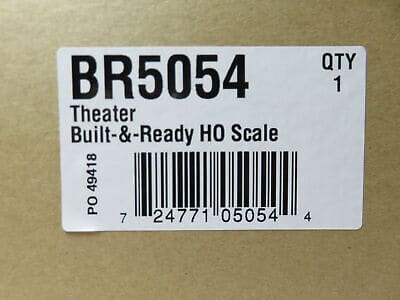 BR5054
QTY
1
Theater
Built-&-Ready HO Scale
PO 49418
7 24771 05054 4